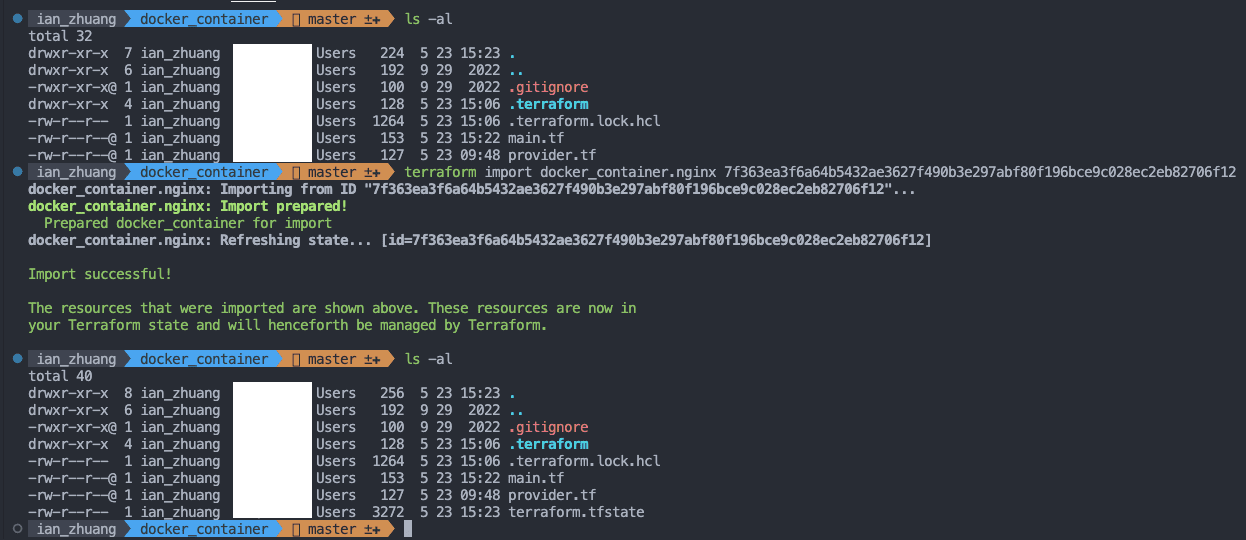 ian_zhuang docker_container master ±+ ls -al
total 32
drwxr-xr-x 7 ian_zhuang Users 224 5 23 15:23 .
drwxr-xr-x 6 ian_zhuang Users 192 9 29 2022 ..
-rwxr-xr-x@ 1 ian_zhuang Users 100 9 29 2022 .gitignore
drwxr-xr-x 4 ian_zhuang Users 128 5 23 15:06 .terraform
-rw-r--r-- 1 ian_zhuang Users 1264 5 23 15:06 .terraform.lock.hcl
-rw-r--r--@ 1 ian_zhuang Users 153 5 23 15:22 main.tf
-rw-r--r--@ 1 ian_zhuang Users 127 5 23 09:48 provider.tf
ian_zhuang docker_container master ±+ terraform import docker_container.nginx 7f363ea3f6a64b5432ae3627f490b3e297abf80f196bce9c028ec2eb82706f12
docker_container.nginx: Importing from ID "7f363ea3f6a64b5432ae3627f490b3e297abf80f196bce9c028ec2eb82706f12"...
docker_container.nginx: Import prepared!
  Prepared docker_container for import
docker_container.nginx: Refreshing state... [id=7f363ea3f6a64b5432ae3627f490b3e297abf80f196bce9c028ec2eb82706f12]
Import successful!
The resources that were imported are shown above. These resources are now in
your Terraform state and will henceforth be managed by Terraform.
ian_zhuang docker_container master ±+ ls -al
total 40
drwxr-xr-x 8 ian_zhuang Users 256 5 23 15:23 .
drwxr-xr-x 6 ian_zhuang Users 192 9 29 2022 ..
-rwxr-xr-x@ 1 ian_zhuang Users 100 9 29 2022 .gitignore
drwxr-xr-x 4 ian_zhuang Users 128 5 23 15:06 .terraform
-rw-r--r-- 1 ian_zhuang Users 1264 5 23 15:06 .terraform.lock.hcl
-rw-r--r--@ 1 ian_zhuang Users 153 5 23 15:22 main.tf
-rw-r--r--@ 1 ian_zhuang Users 127 5 23 09:48 provider.tf
-rw-r--r-- 1 ian_zhuang Users 3272 5 23 15:23 terraform.tfstate
ian_zhuang docker_container master ±+